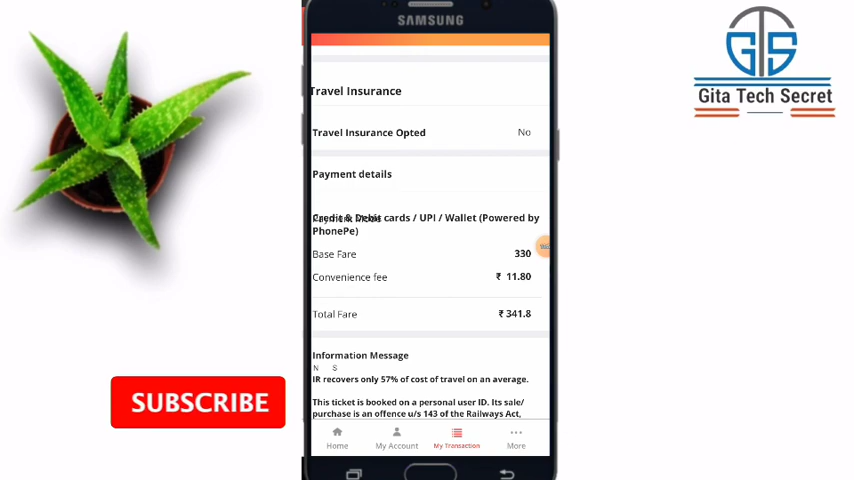 SAMSUNG
GTS
Gita Tech Secret
Travel Insurance
Travel Insurance Opted No
Payment details
Credit & Debit cards / UPI / Wallet (Powered by
PhonePe)
Base Fare 330
Convenience fee ₹ 11.80
Total Fare ₹ 341.8
Information Message
N S
IR recovers only 57% of cost of travel on an average.
This ticket is booked on a personal user ID. Its sale/
purchase is an offence u/s 143 of the Railways Act,
SUBSCRIBE
Home My Account My Transaction More